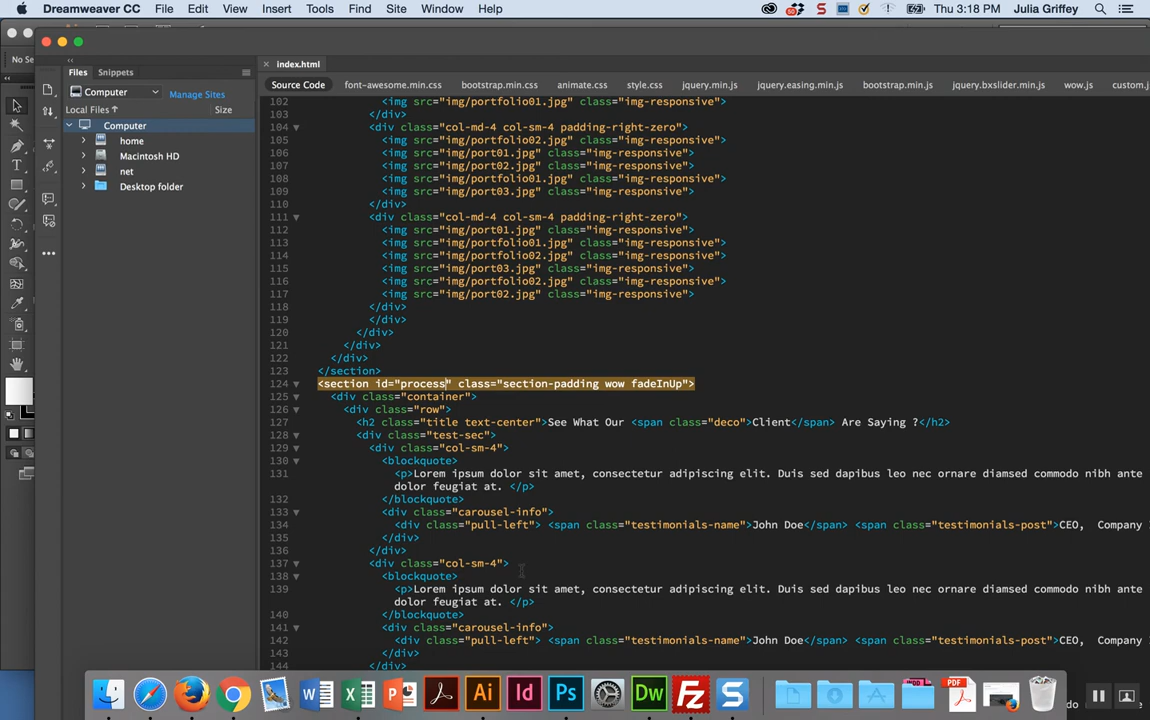 Dreamweaver CC File Edit View Insert Tools Find Site Window Help
Thu 3:18 PM Julia Griffey
No Se
index.html
Files Snippets
Computer Manage Sites
Local Files Size
Computer
home
Macintosh HD
net
Desktop folder
Source Code font-awesome.min.css bootstrap.min.css animate.css style.css jquery.min.js jquery.easing.min.js bootstrap.min.js jquery.bxslider.min.js wow.js custom.
102 <img src="img/portfolio01.jpg" class="img-responsive">
103 </div>
104 <div class="col-md-4 col-sm-4 padding-right-zero">
105 <img src="img/portfolio02.jpg" class="img-responsive">
106 <img src="img/port01.jpg" class="img-responsive">
107 <img src="img/port02.jpg" class="img-responsive">
108 <img src="img/portfolio01.jpg" class="img-responsive">
109 <img src="img/port03.jpg" class="img-responsive">
110 </div>
111 <div class="col-md-4 col-sm-4 padding-right-zero">
112 <img src="img/port01.jpg" class="img-responsive">
113 <img src="img/portfolio01.jpg" class="img-responsive">
114 <img src="img/portfolio02.jpg" class="img-responsive">
115 <img src="img/port03.jpg" class="img-responsive">
116 <img src="img/portfolio02.jpg" class="img-responsive">
117 <img src="img/port02.jpg" class="img-responsive">
118 </div>
119 </div>
120 </div>
121 </div>
122 </div>
123 </section>
124 <section id="process" class="section-padding wow fadeInUp">
125 <div class="container">
126 <div class="row">
127 <h2 class="title text-center">See What Our <span class="deco">Client</span> Are Saying ?</h2>
128 <div class="test-sec">
129 <div class="col-sm-4">
130 <blockquote>
131 <p>Lorem ipsum dolor sit amet, consectetur adipiscing elit. Duis sed dapibus leo nec ornare diamsed commodo nibh ante
dolor feugiat at. </p>
132 </blockquote>
133 <div class="carousel-info">
134 <div class="pull-left"> <span class="testimonials-name">John Doe</span> <span class="testimonials-post">CEO, Company
135 </div>
136 </div>
137 <div class="col-sm-4">
138 <blockquote>
139 <p>Lorem ipsum dolor sit amet, consectetur adipiscing elit. Duis sed dapibus leo nec ornare diamsed commodo nibh ante
dolor feugiat at. </p>
140 </blockquote>
141 <div class="carousel-info">
142 <div class="pull-left"> <span class="testimonials-name">John Doe</span> <span class="testimonials-post">CEO, Company
143 </div>
144 </div>
W X P Ai Id Ps Dw Fz S PDF